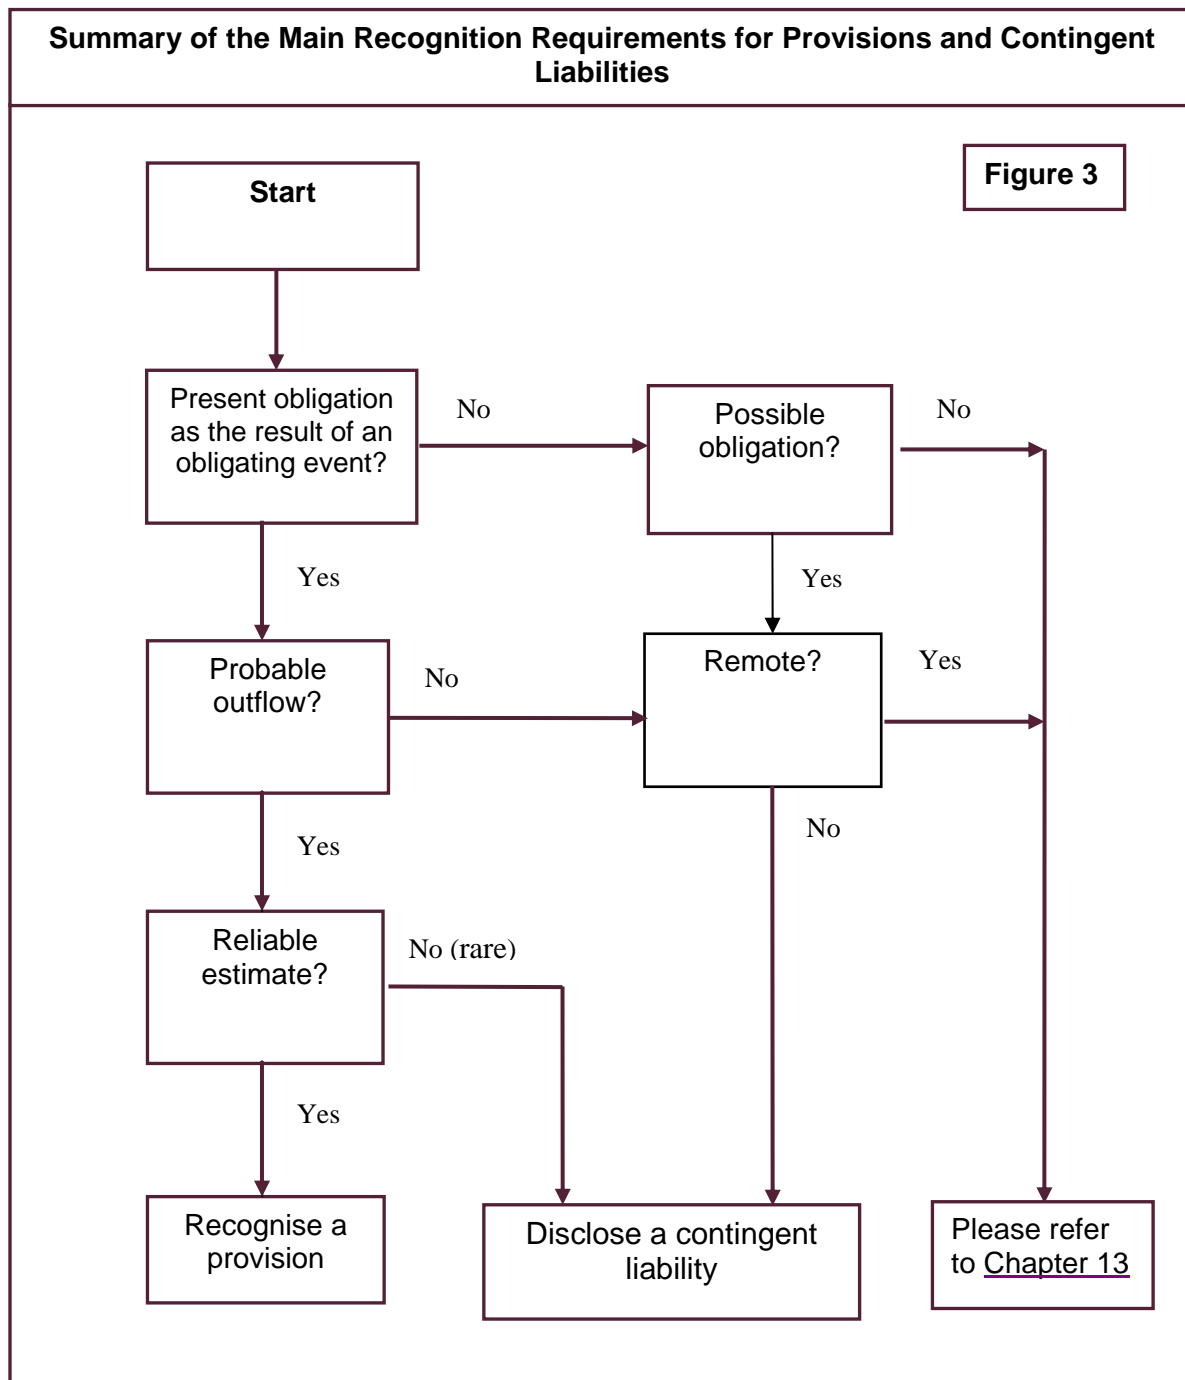 Summary of the Main Recognition Requirements for Provisions and Contingent
Liabilities
Figure 3
Start
Present obligation
as the result of an
obligating event?
No
Possible
obligation?
No
Yes
Yes
Probable
outflow?
No
Remote?
Yes
Yes
No
Reliable
estimate?
No (rare)
Yes
Recognise a
provision
Disclose a contingent
liability
Please refer
to Chapter 13